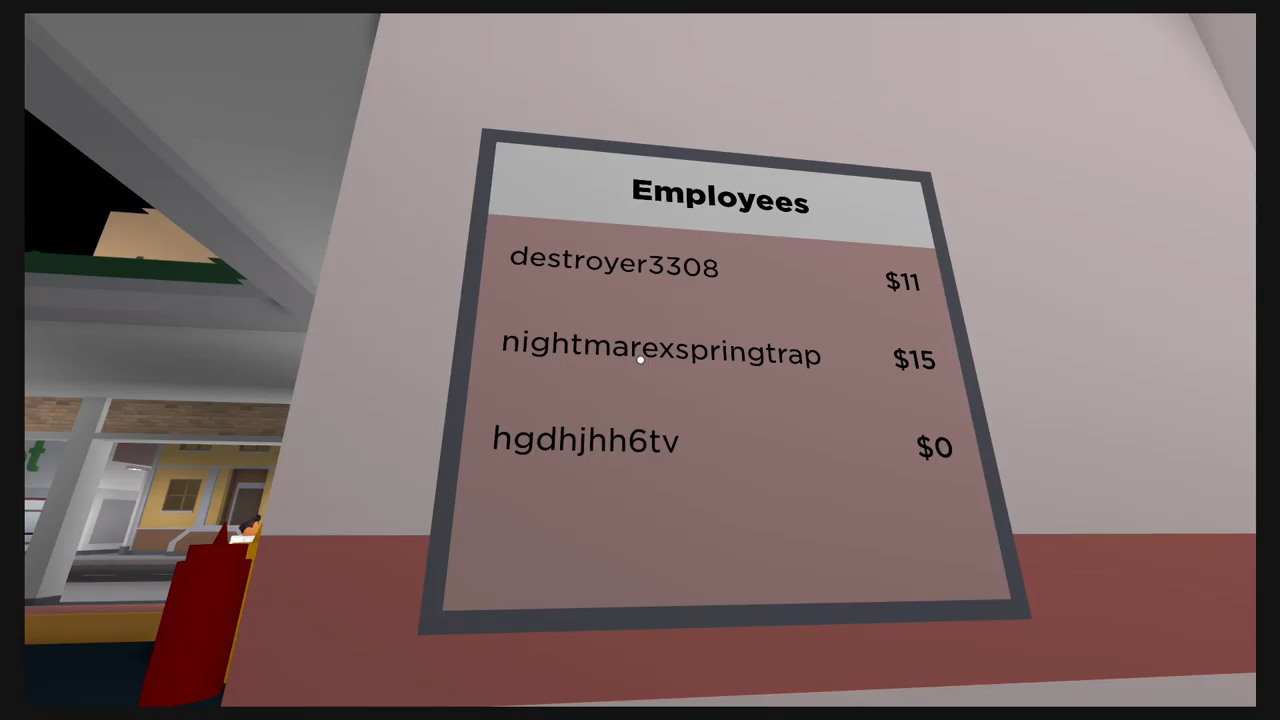 Employees
destroyer3308 $11
nightmarexspringtrap $15
hgdhjhh6tv $0
t